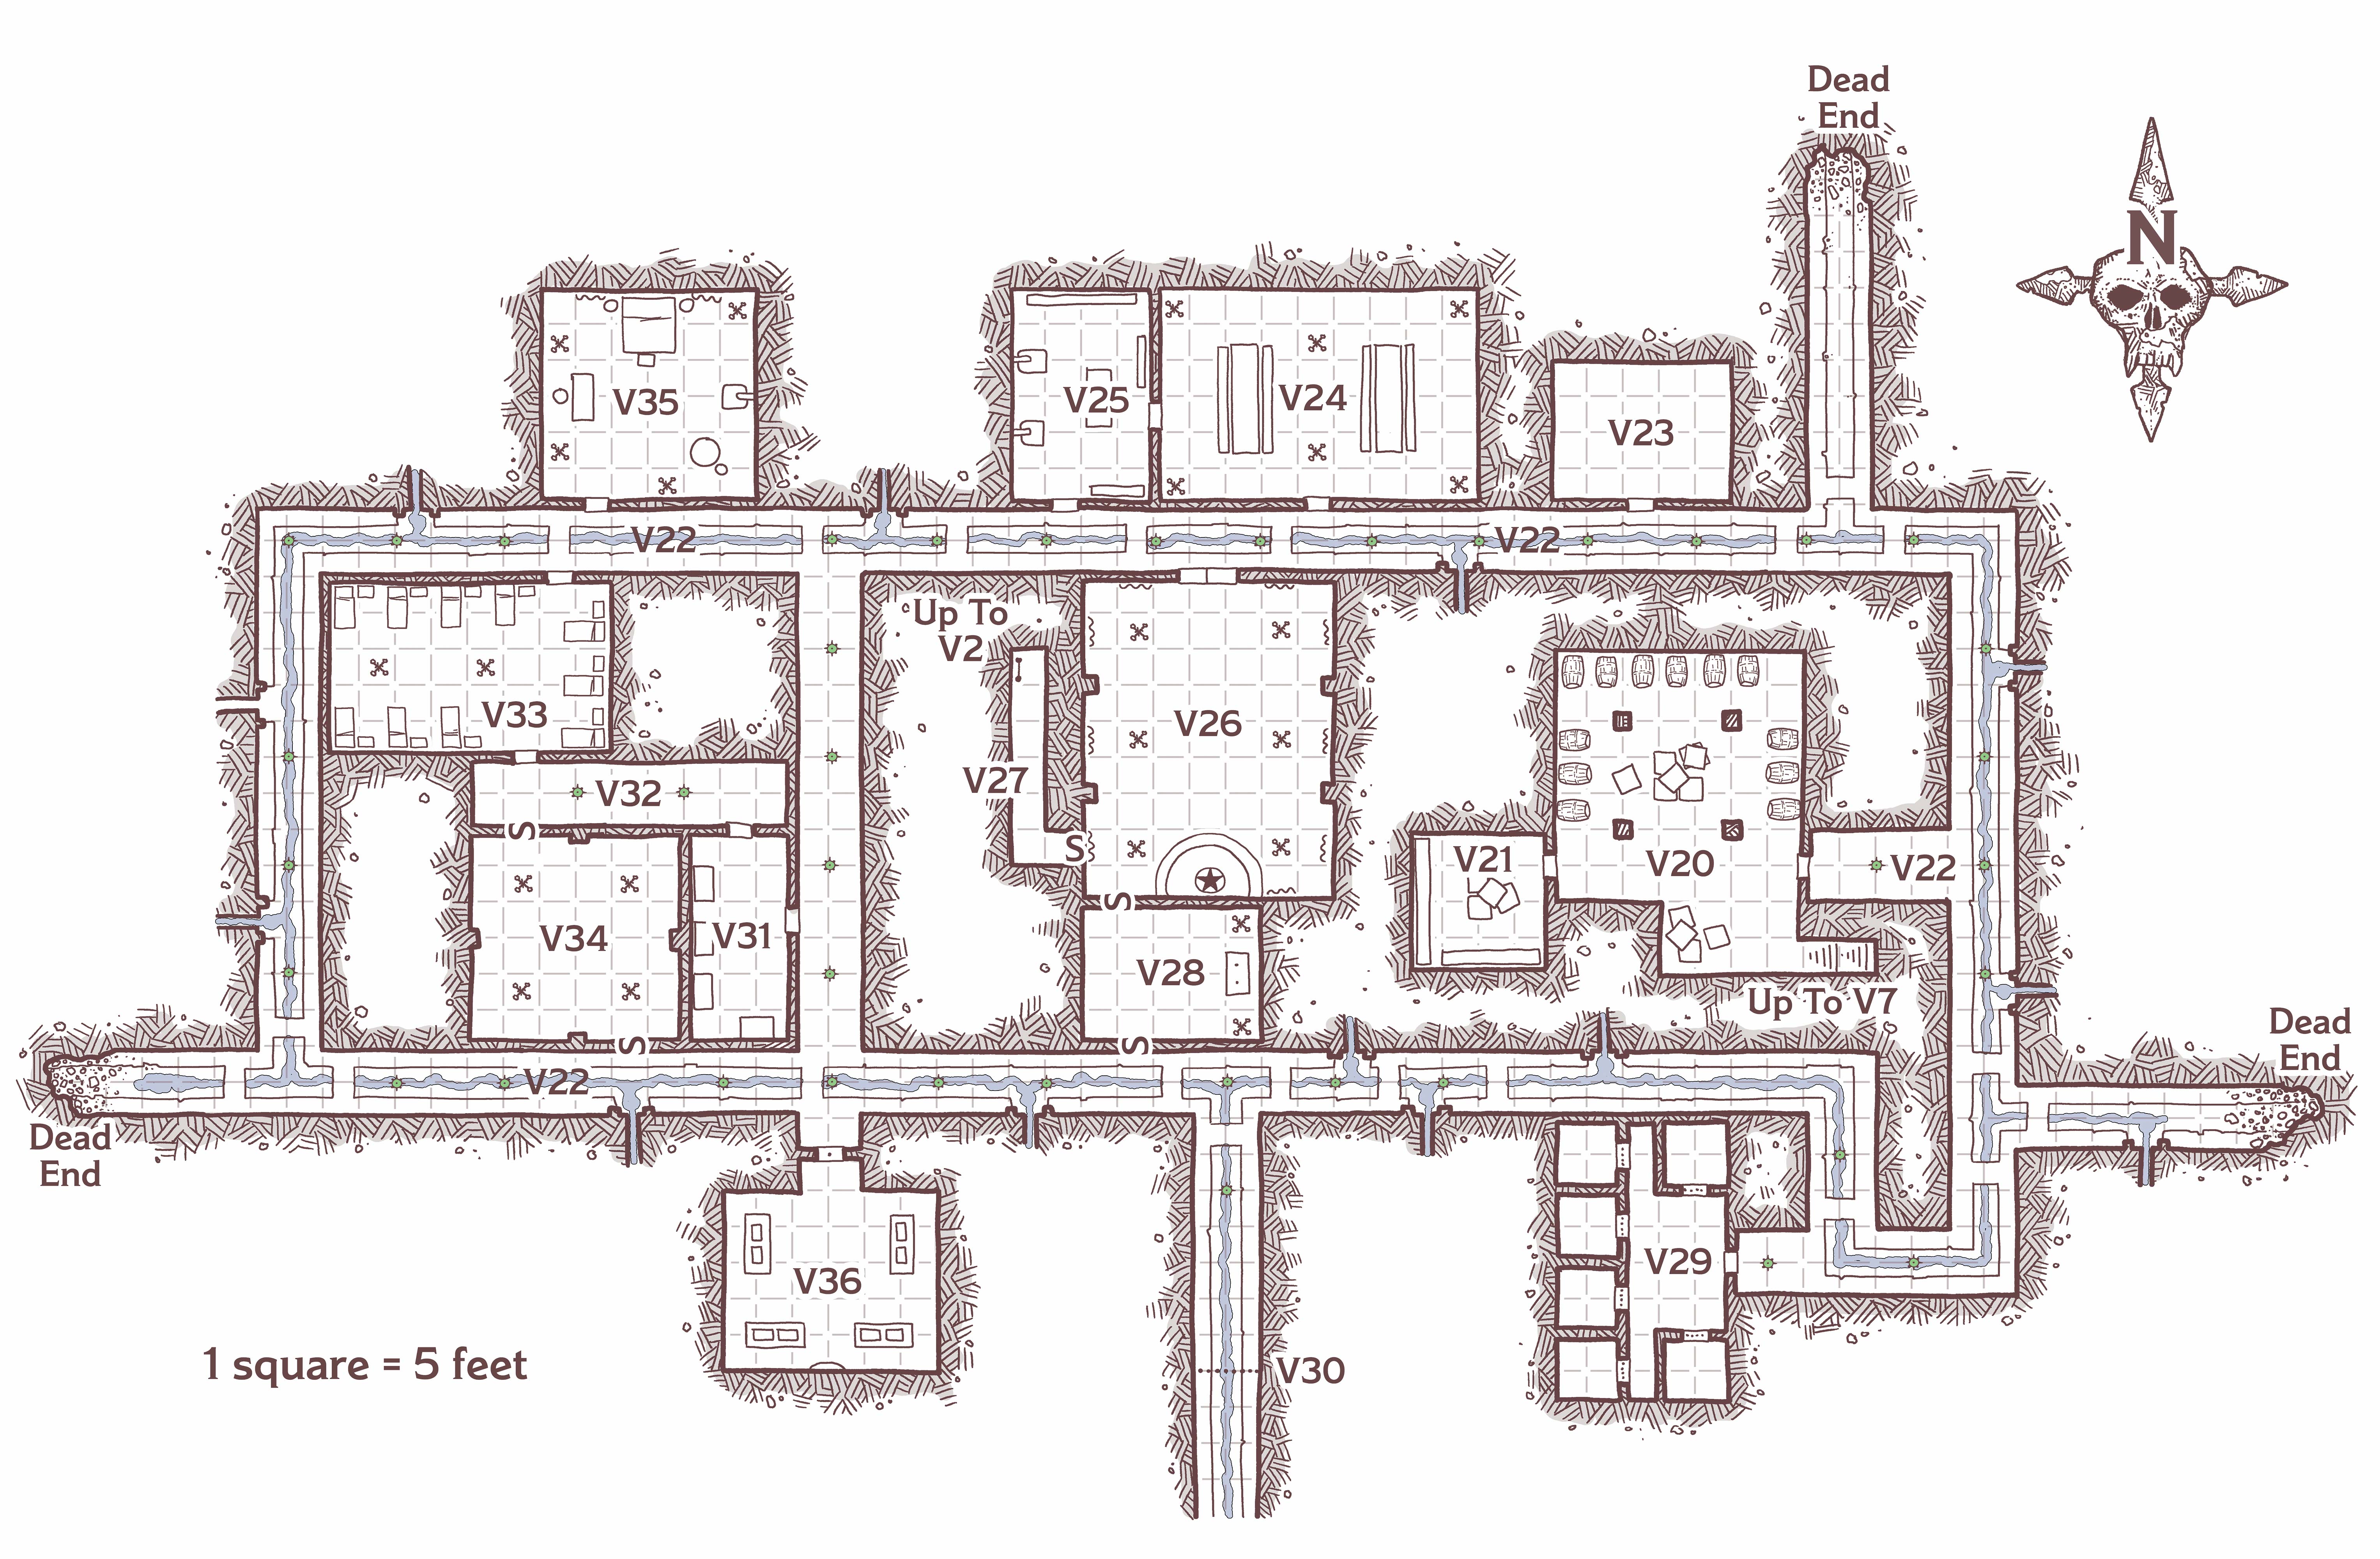 Dead
End
N
V35
V25
V24
V23
V22
V22
Up To
V2
V33
V26
V27
V32
S
S
V21
V20
V22
S
V34
V31
V28
Up To V7
S
S
Dead
End
V22
Dead
End
V29
V36
V30
1 square = 5 feet